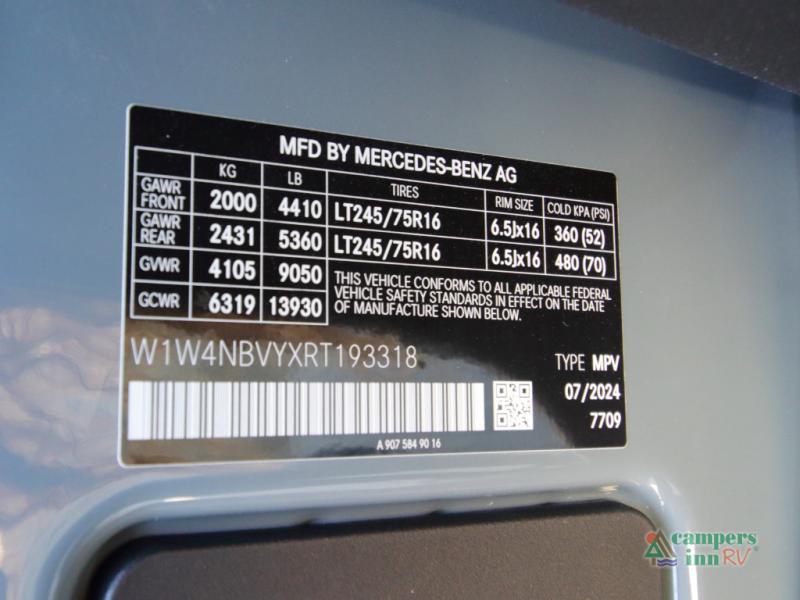 MFD BY MERCEDES-BENZ AG
KG LB TIRES RIM SIZE COLD KPA (PSI)
GAWR FRONT 2000 4410 LT245/75R16 6.5Jx16 360 (52)
GAWR REAR 2431 5360 LT245/75R16 6.5Jx16 480 (70)
GVWR 4105 9050
GCWR 6319 13930
THIS VEHICLE CONFORMS TO ALL APPLICABLE FEDERAL
VEHICLE SAFETY STANDARDS IN EFFECT ON THE DATE
OF MANUFACTURE SHOWN BELOW.
W1W4NBVYXRT193318
TYPE MPV
07/2024
7709
A 907 584 90 16
campers
inn RV®